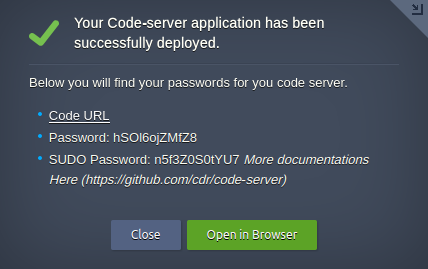 Your Code-server application has been
successfully deployed.
Below you will find your passwords for you code server.
Code URL
Password: hSOl6ojZMfZ8
SUDO Password: n5f3Z0S0tYU7 More documentations
Here (https://github.com/cdr/code-server)
Close
Open in Browser